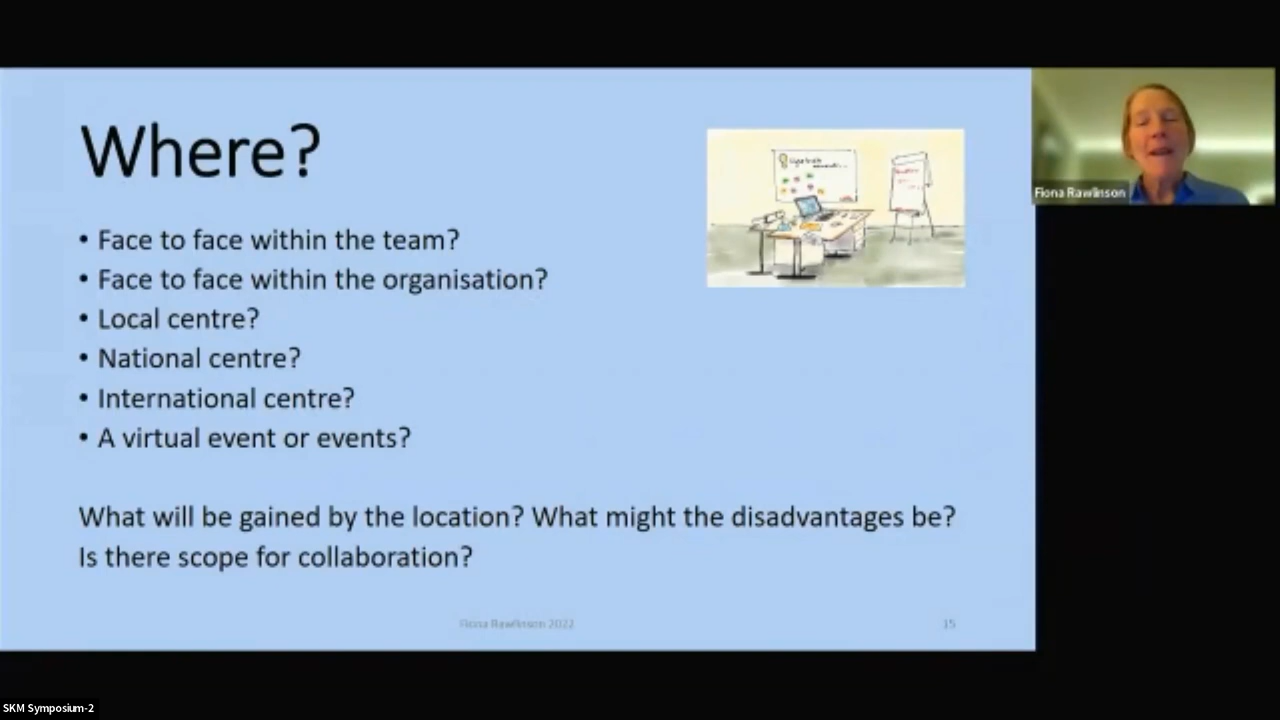 Where?
• Face to face within the team?
• Face to face within the organisation?
• Local centre?
• National centre?
• International centre?
• A virtual event or events?
What will be gained by the location? What might the disadvantages be?
Is there scope for collaboration?
Fiona Rawlinson 2022
15
Fiona Rawlinson
SKM Symposium-2